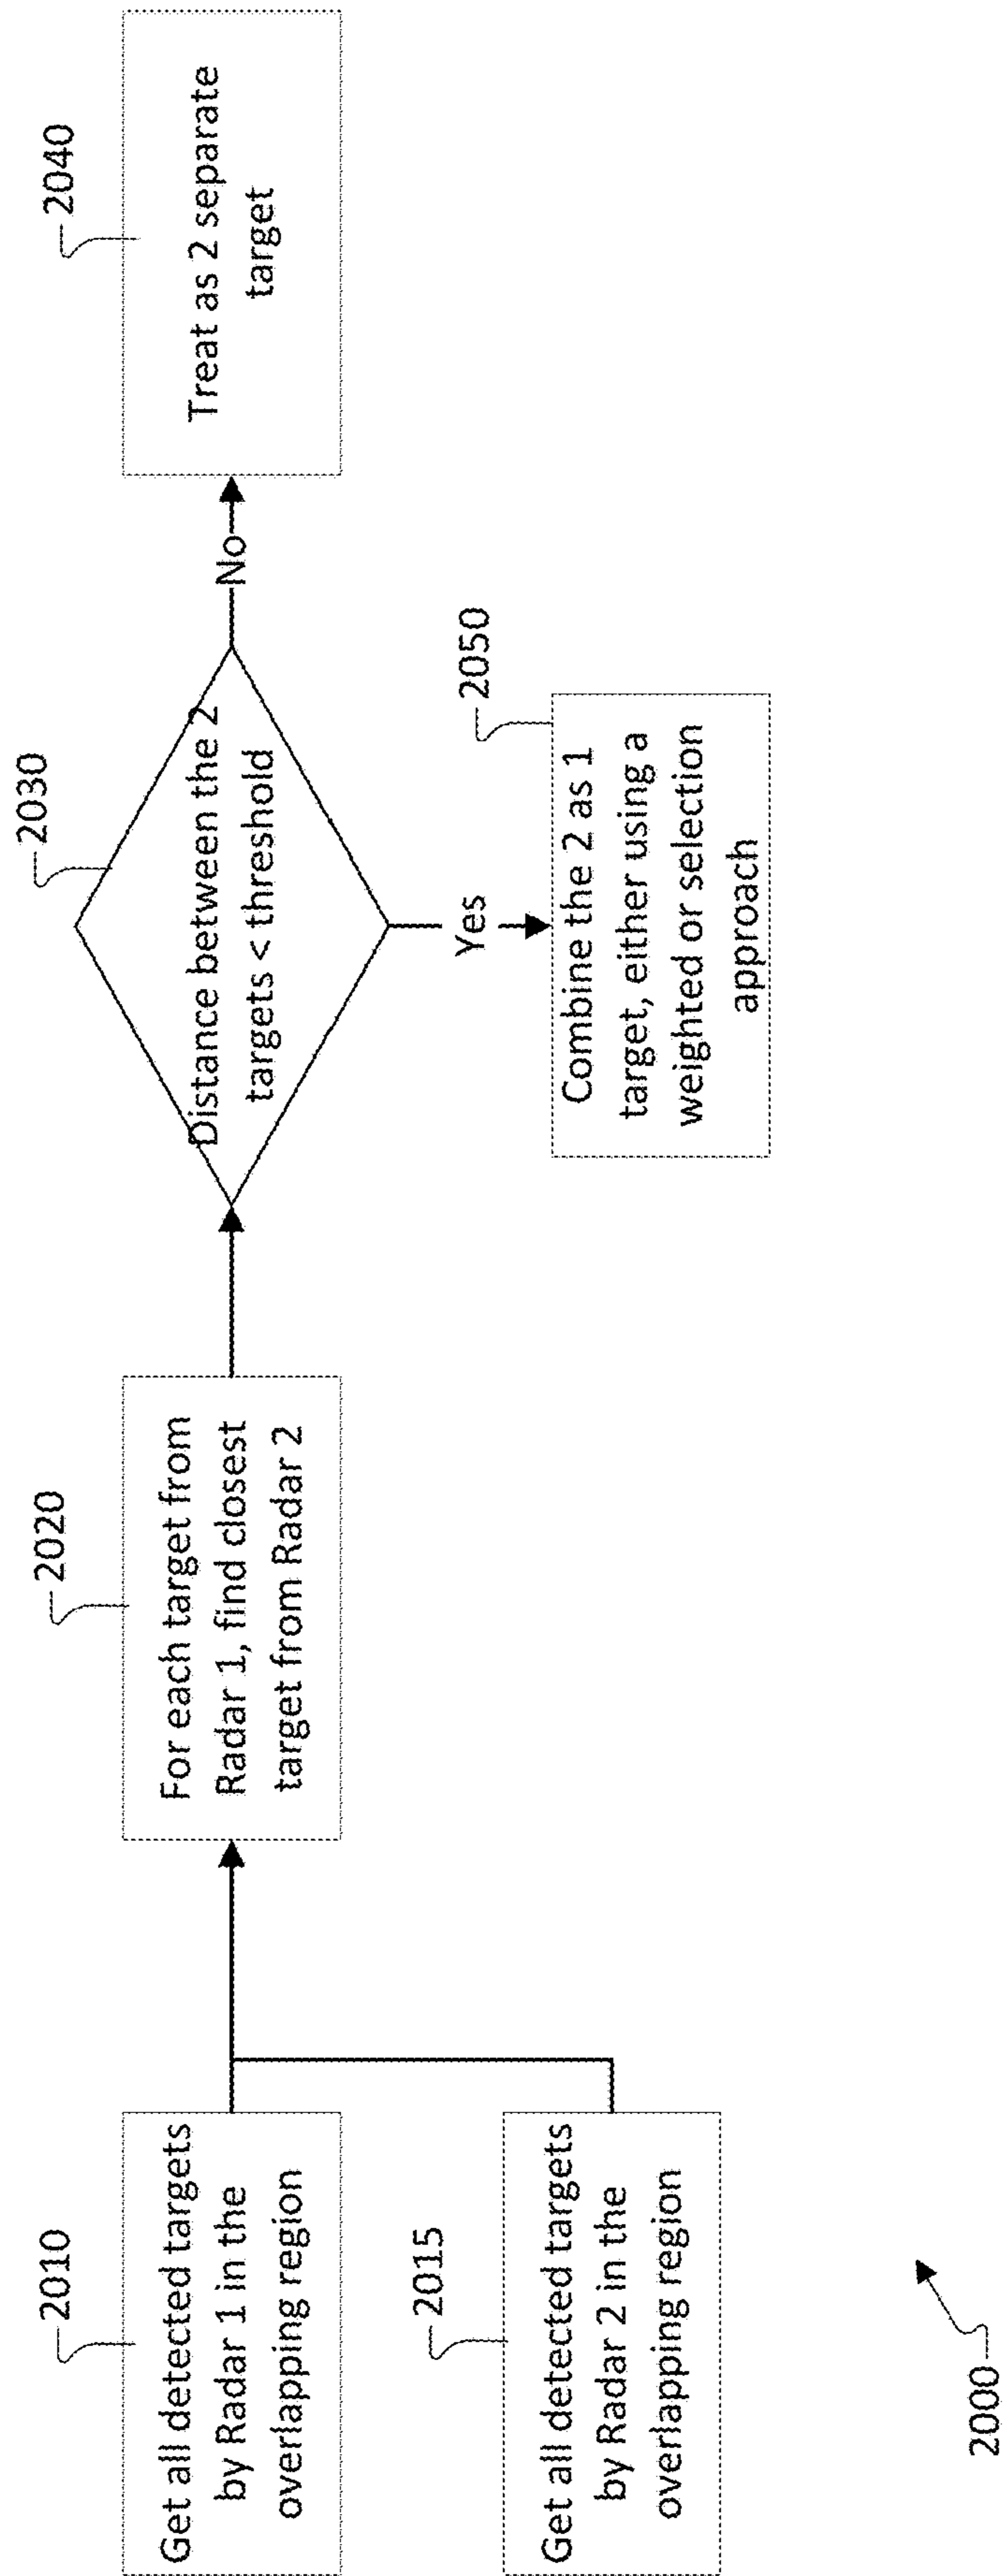 2010
Get all detected targets
by Radar 1 in the
overlapping region
2015
Get all detected targets
by Radar 2 in the
overlapping region
2020
For each target from
Radar 1, find closest
target from Radar 2
2030
Distance between the 2
targets < threshold
No
2040
Treat as 2 separate
target
Yes
2050
Combine the 2 as 1
target, either using a
weighted or selection
approach
2000